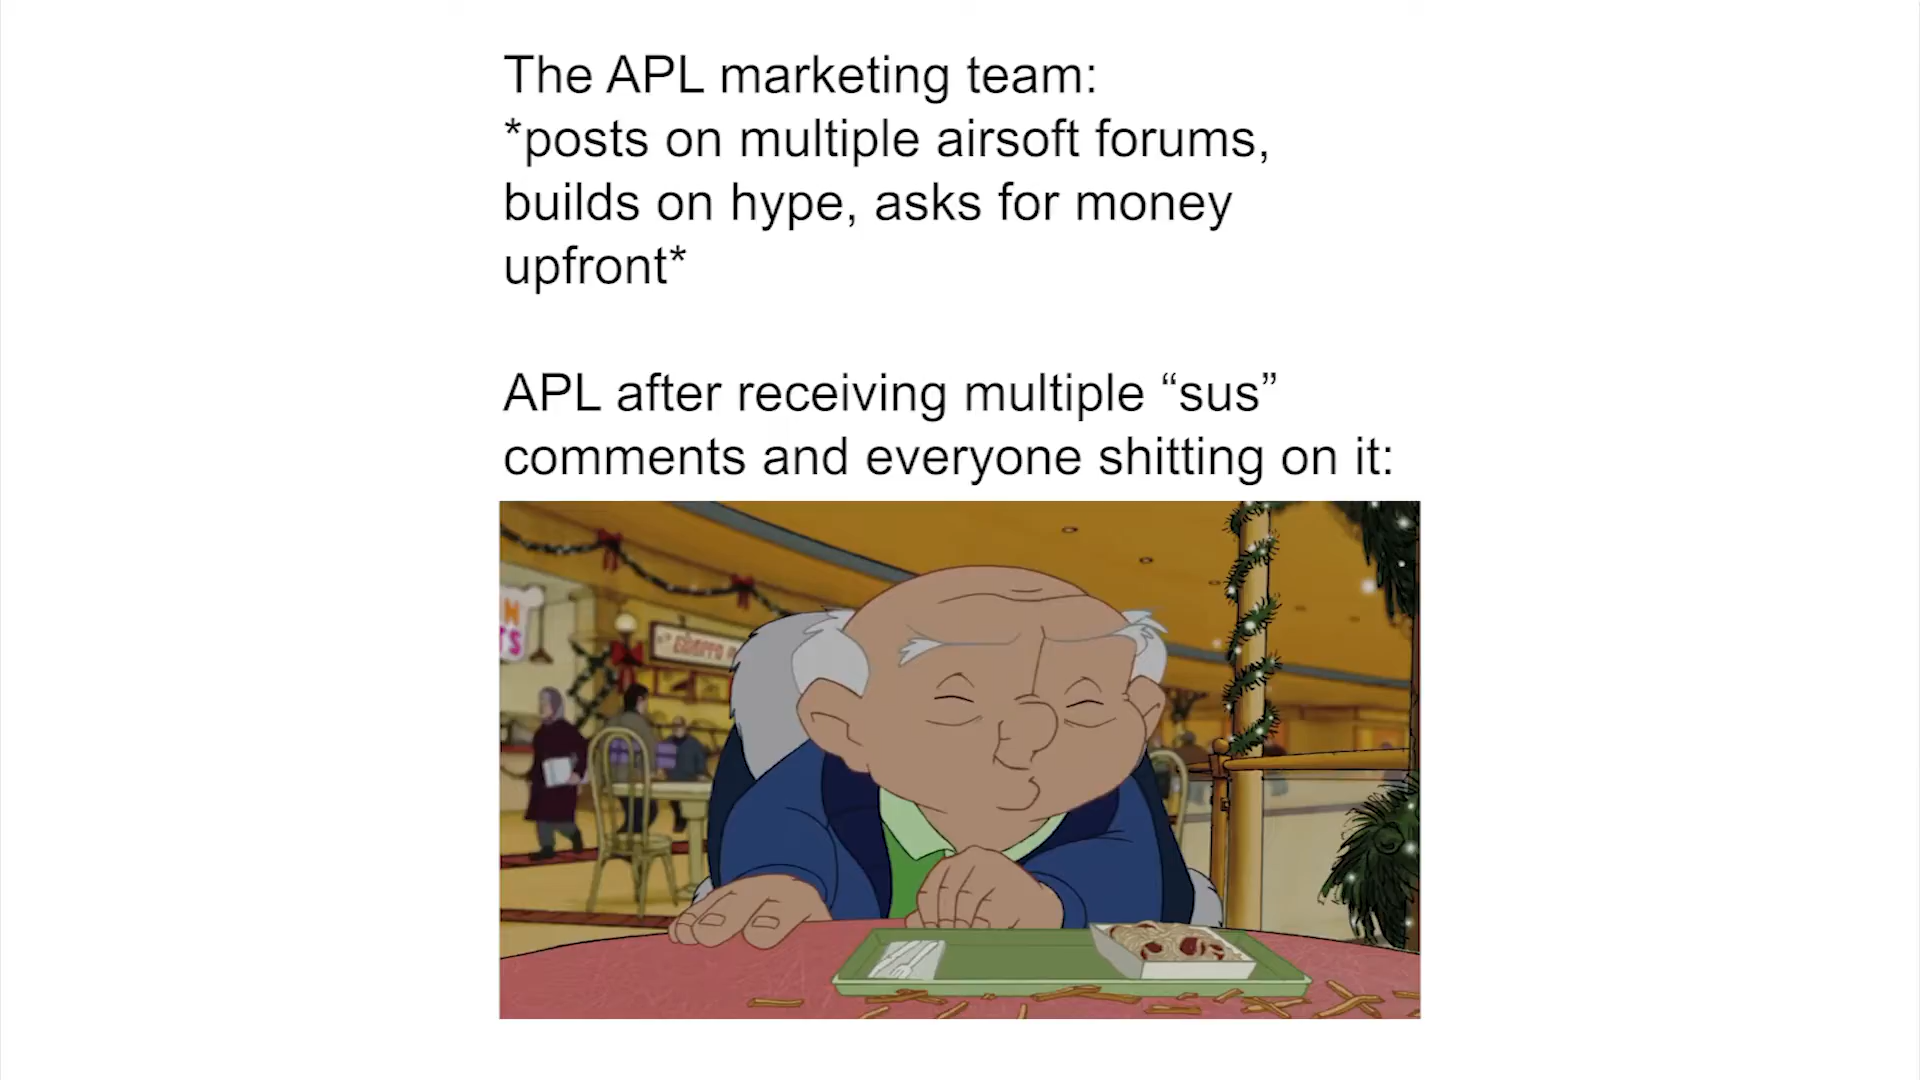 The APL marketing team:
*posts on multiple airsoft forums,
builds on hype, asks for money
upfront*
APL after receiving multiple “sus”
comments and everyone shitting on it: